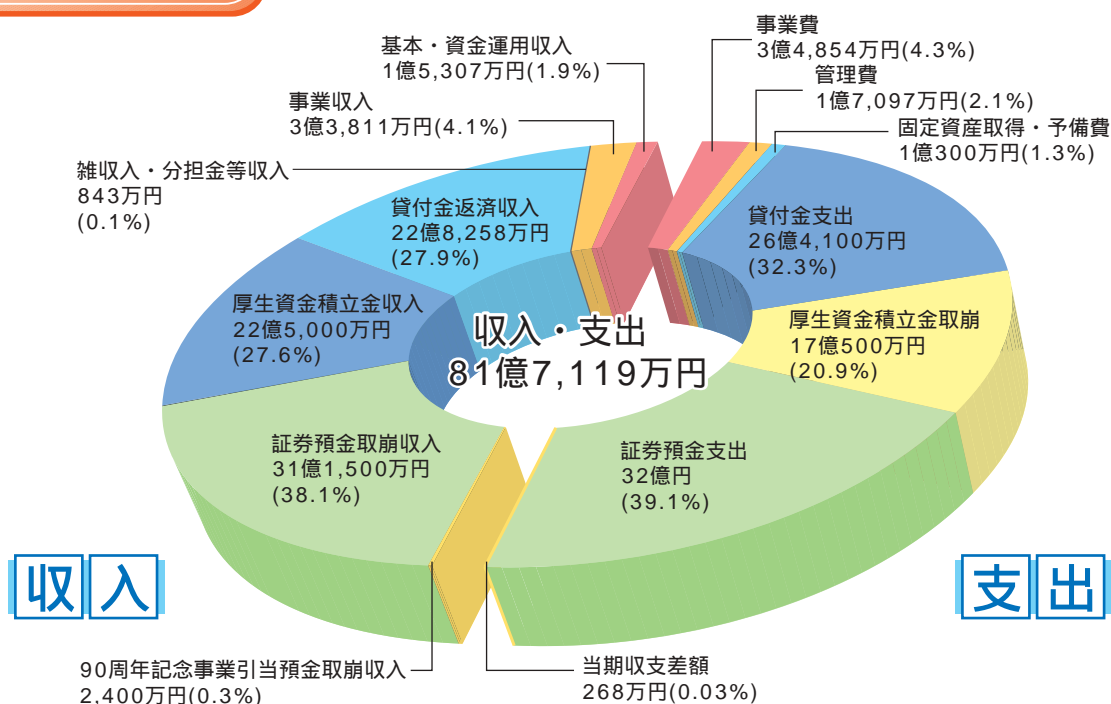 事業費
3億4,854万円(4.3%)
基本・資金運用収入
1億5,307万円(1.9%)
管理費
1億7,097万円(2.1%)
事業収入
3億3,811万円(4.1%)
固定資産取得・予備費
1億300万円(1.3%)
雑収入・分担金等収入
843万円
(0.1%)
貸付金返済収入
22億8,258万円
(27.9%)
貸付金支出
26億4,100万円
(32.3%)
厚生資金積立金収入
22億5,000万円
(27.6%)
厚生資金積立金取崩
17億500万円
(20.9%)
収入・支出
81億7,119万円
証券預金取崩収入
31億1,500万円
(38.1%)
証券預金支出
32億円
(39.1%)
収入
支出
90周年記念事業引当預金取崩収入
2,400万円(0.3%)
当期収支差額
268万円(0.03%)